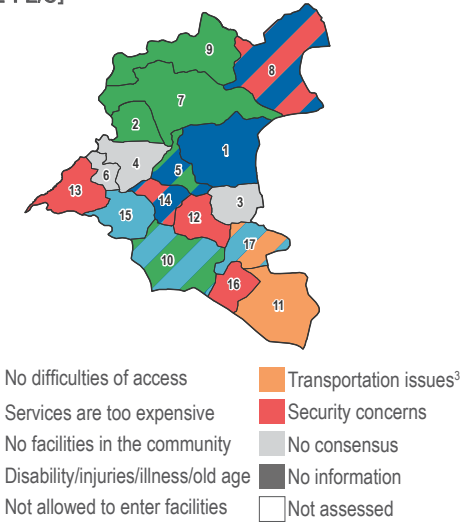 9
8
7
2
1
4
5
6
13
14
3
15
12
17
10
16
11
No difficulties of access
Services are too expensive
No facilities in the community
Disability/injuries/illness/old age
Not allowed to enter facilities
Transportation issues³
Security concerns
No consensus
No information
Not assessed